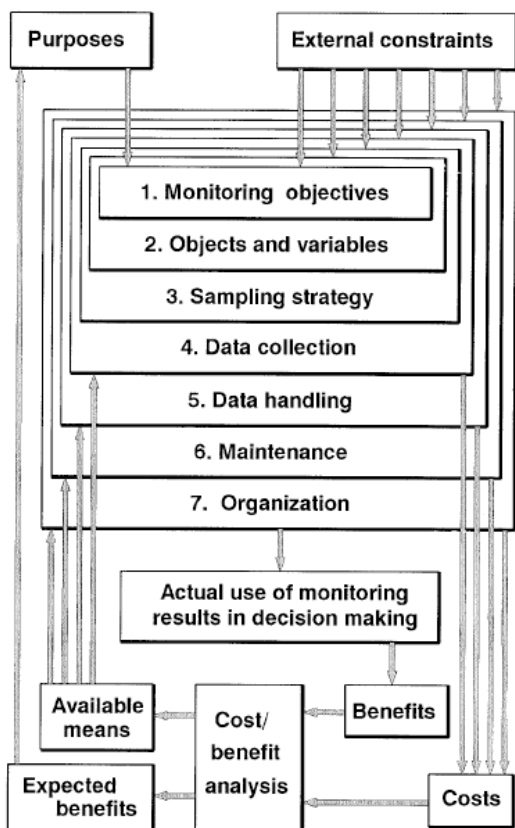 Purposes
External constraints
1. Monitoring objectives
2. Objects and variables
3. Sampling strategy
4. Data collection
5. Data handling
6. Maintenance
7. Organization
Actual use of monitoring
results in decision making
Available
means
Cost/
benefit
analysis
Benefits
Expected
benefits
Costs